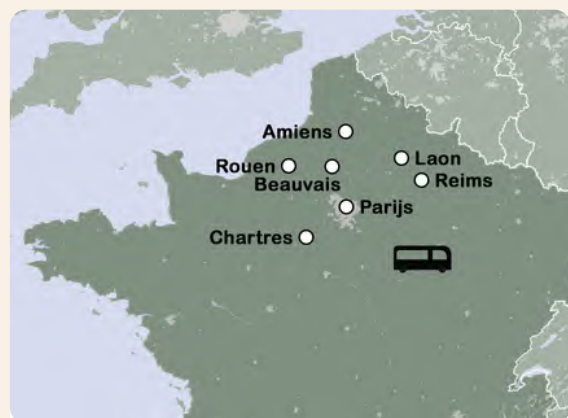 Amiens
Rouen
Laon
Beauvais
Reims
Parijs
Chartres